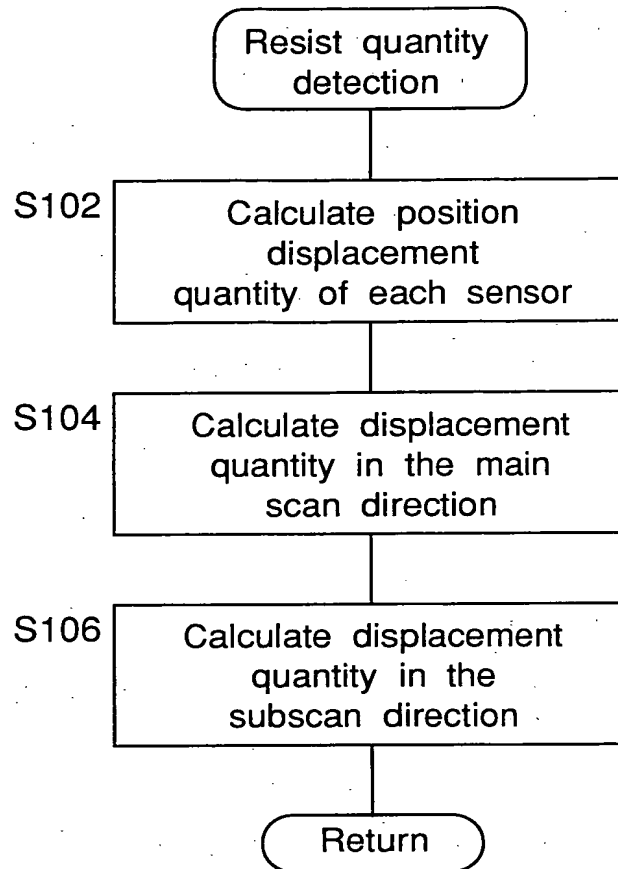 Resist quantity
detection
S102
Calculate position
displacement
quantity of each sensor
S104
Calculate displacement
quantity in the main
scan direction
S106
Calculate displacement
quantity in the
subscan direction
Return